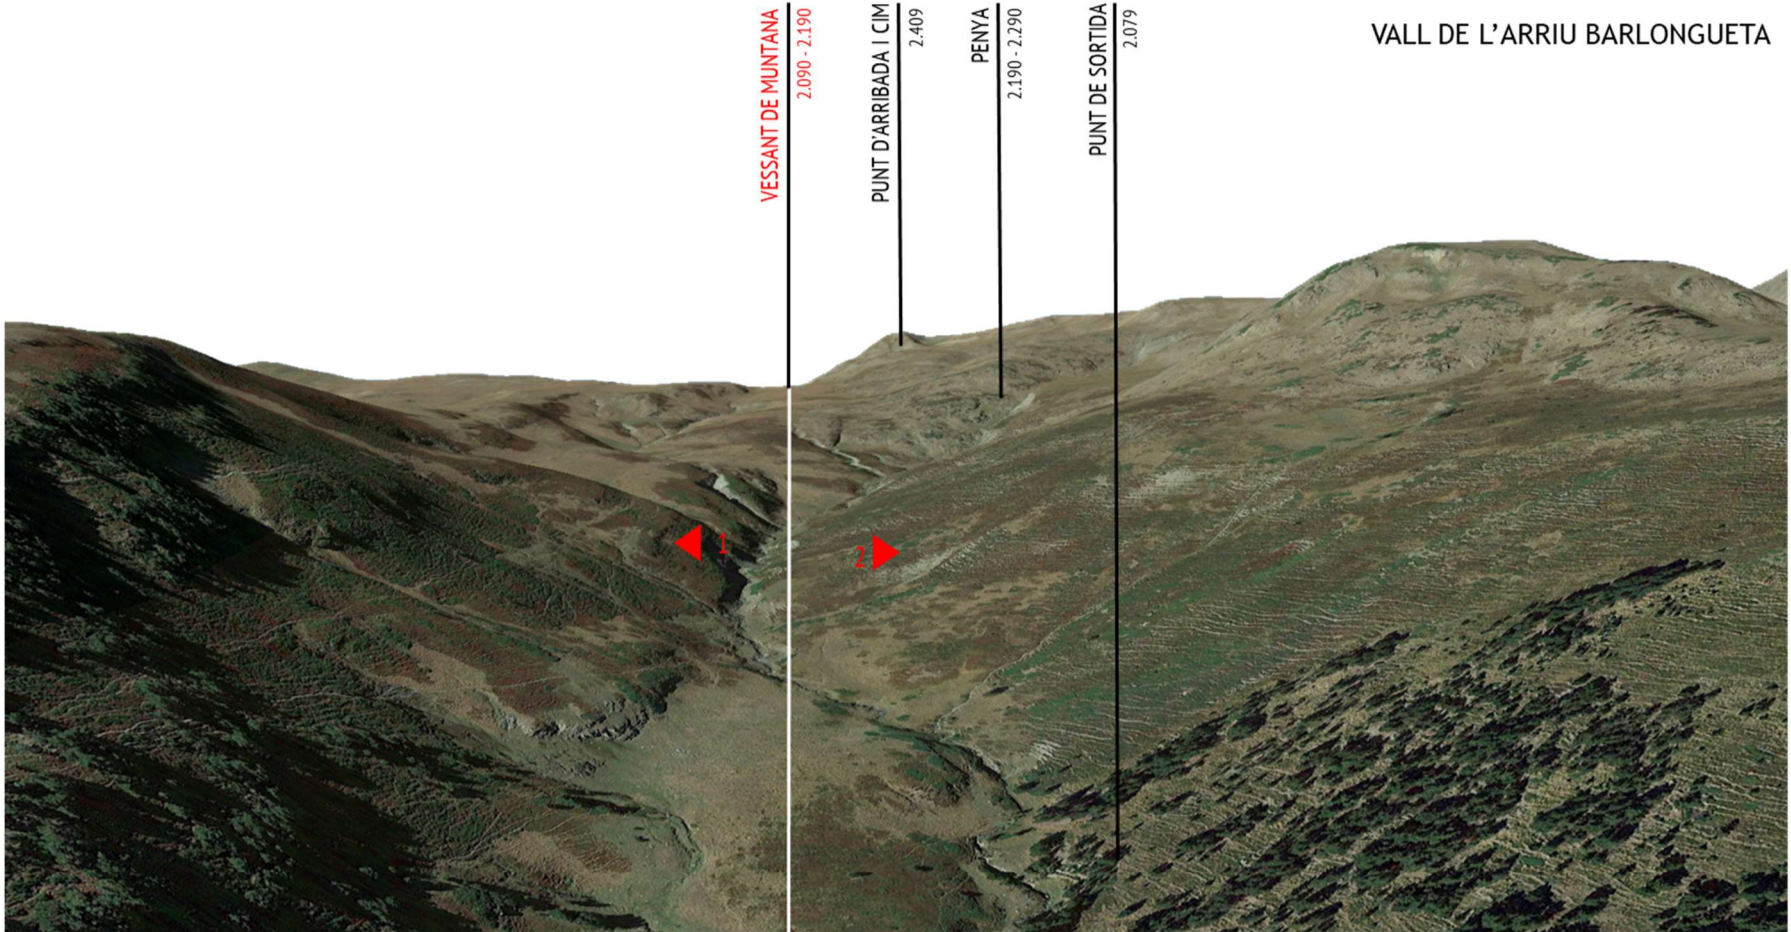 VESSANT DE MUNTANA
2.090 - 2.190
PUNT D'ARRIBADA I CIM
2.409
PENYA
2.190 - 2.290
PUNT DE SORTIDA
2.079
VALL DE L'ARRIU BARLONGUETA
1
2